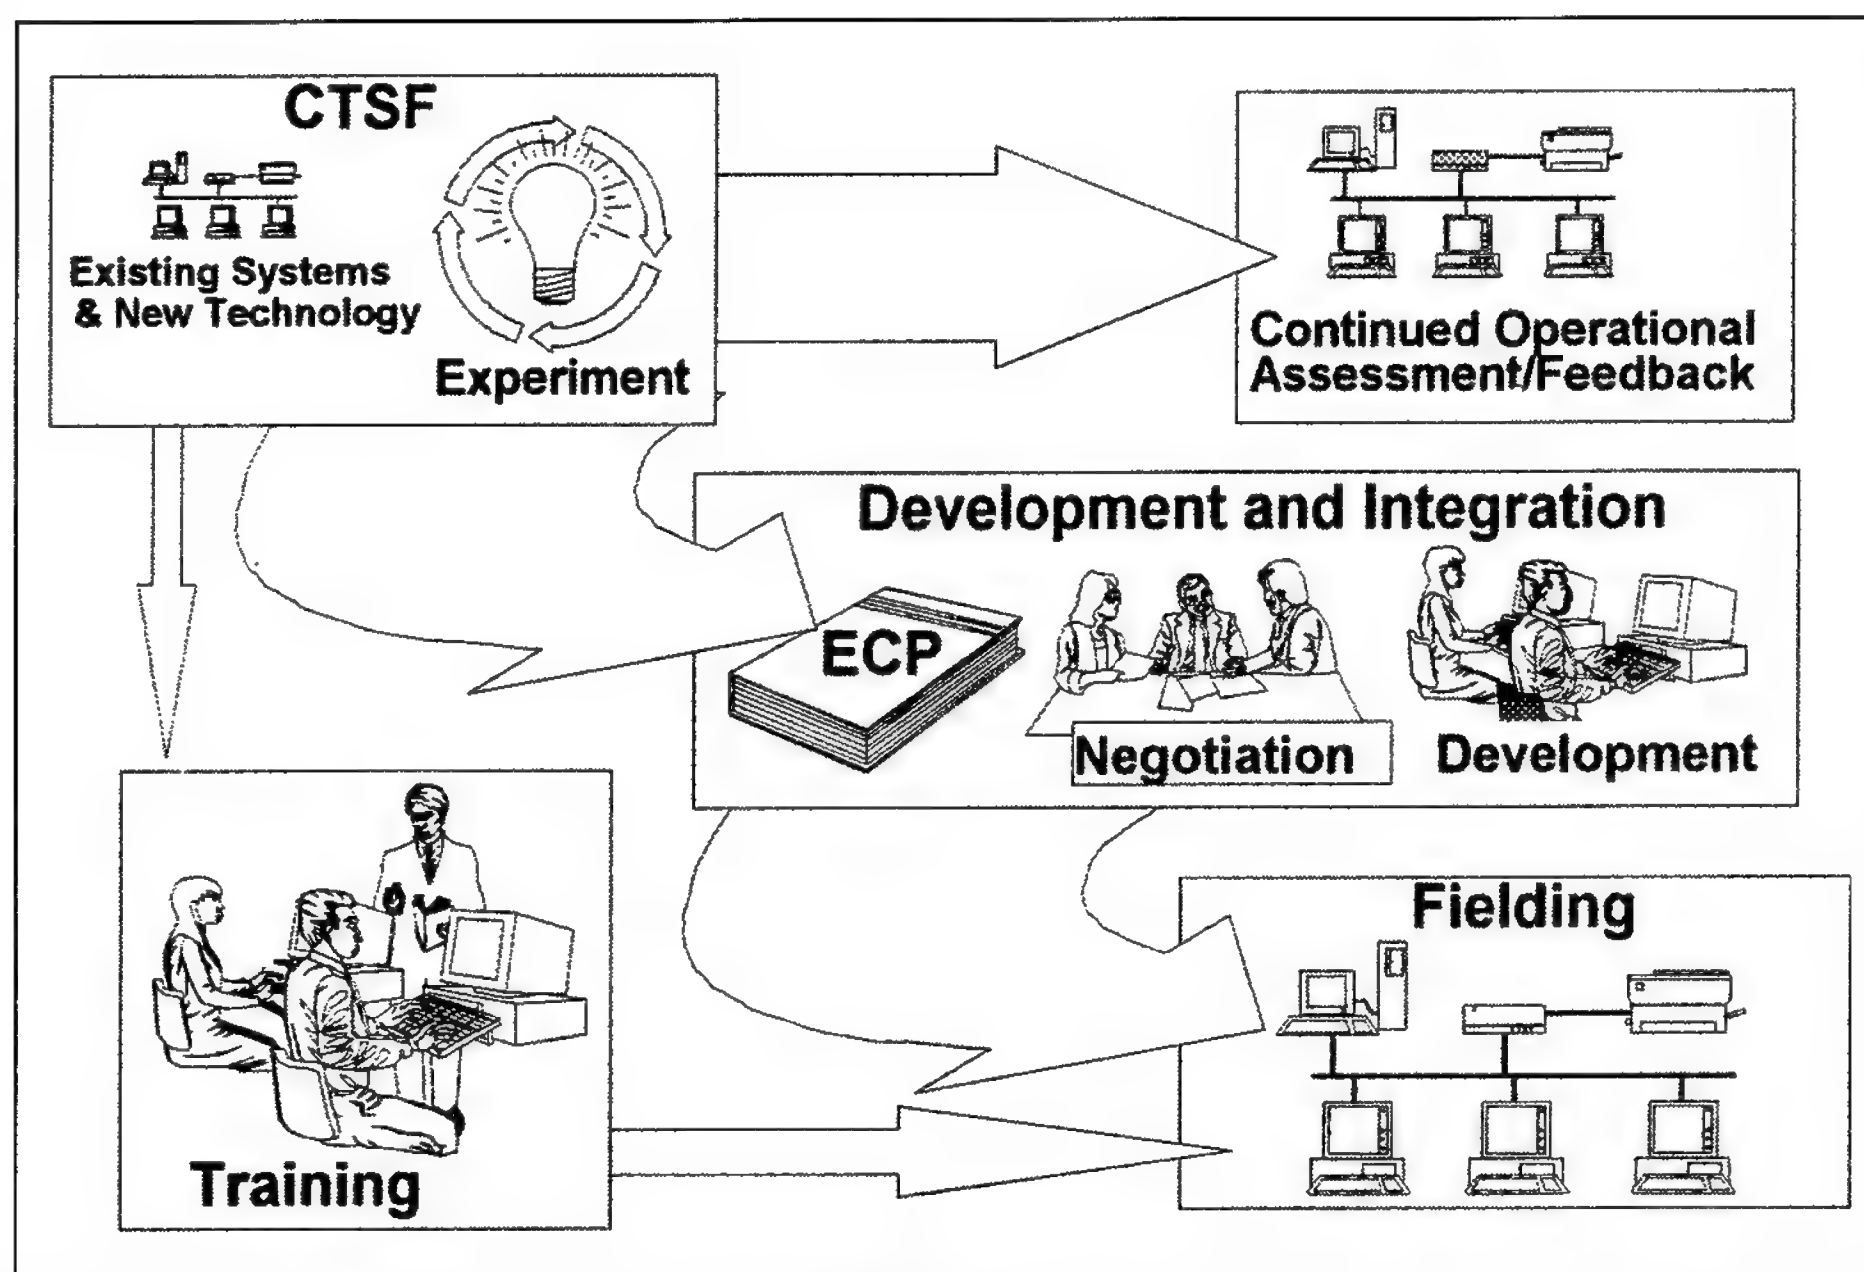 CTSF
Existing Systems
& New Technology
Experiment
Continued Operational
Assessment/Feedback
Development and Integration
ECP
Negotiation
Development
Training
Fielding